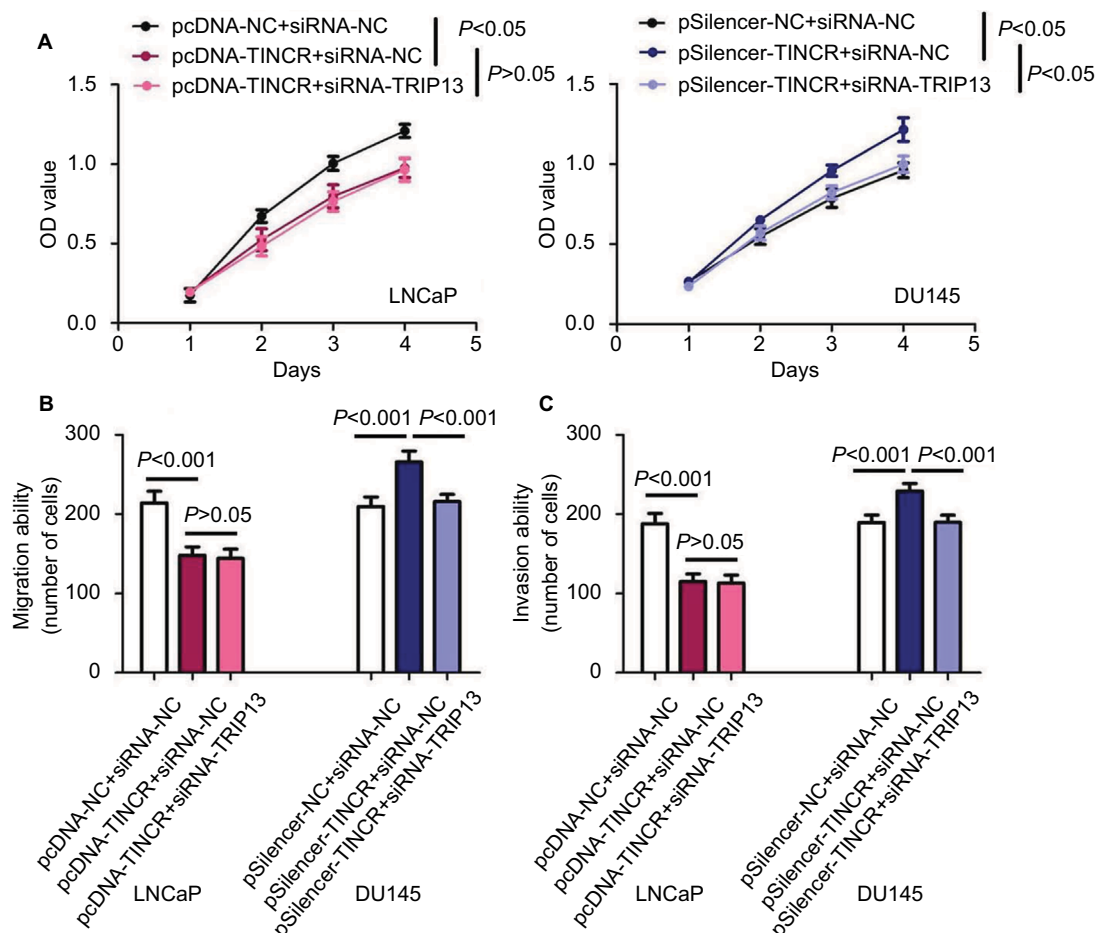 A
pcDNA-NC+siRNA-NC
pcDNA-TINCR+siRNA-NC
pcDNA-TINCR+siRNA-TRIP13
P<0.05
P>0.05
1.5
1.0
0.5
0.0
OD value
0 1 2 3 4 5
Days
LNCaP
pSilencer-NC+siRNA-NC
pSilencer-TINCR+siRNA-NC
pSilencer-TINCR+siRNA-TRIP13
P<0.05
P<0.05
1.5
1.0
0.5
0.0
OD value
0 1 2 3 4 5
Days
DU145
B
300
200
100
0
Migration ability
(number of cells)
P<0.001
P>0.05
P<0.001
P<0.001
pcDNA-NC+siRNA-NC
pcDNA-TINCR+siRNA-NC
pcDNA-TINCR+siRNA-TRIP13
pSilencer-NC+siRNA-NC
pSilencer-TINCR+siRNA-NC
pSilencer-TINCR+siRNA-TRIP13
LNCaP
DU145
C
300
200
100
0
Invasion ability
(number of cells)
P<0.001
P>0.05
P<0.001
P<0.001
pcDNA-NC+siRNA-NC
pcDNA-TINCR+siRNA-NC
pcDNA-TINCR+siRNA-TRIP13
pSilencer-NC+siRNA-NC
pSilencer-TINCR+siRNA-NC
pSilencer-TINCR+siRNA-TRIP13
LNCaP
DU145